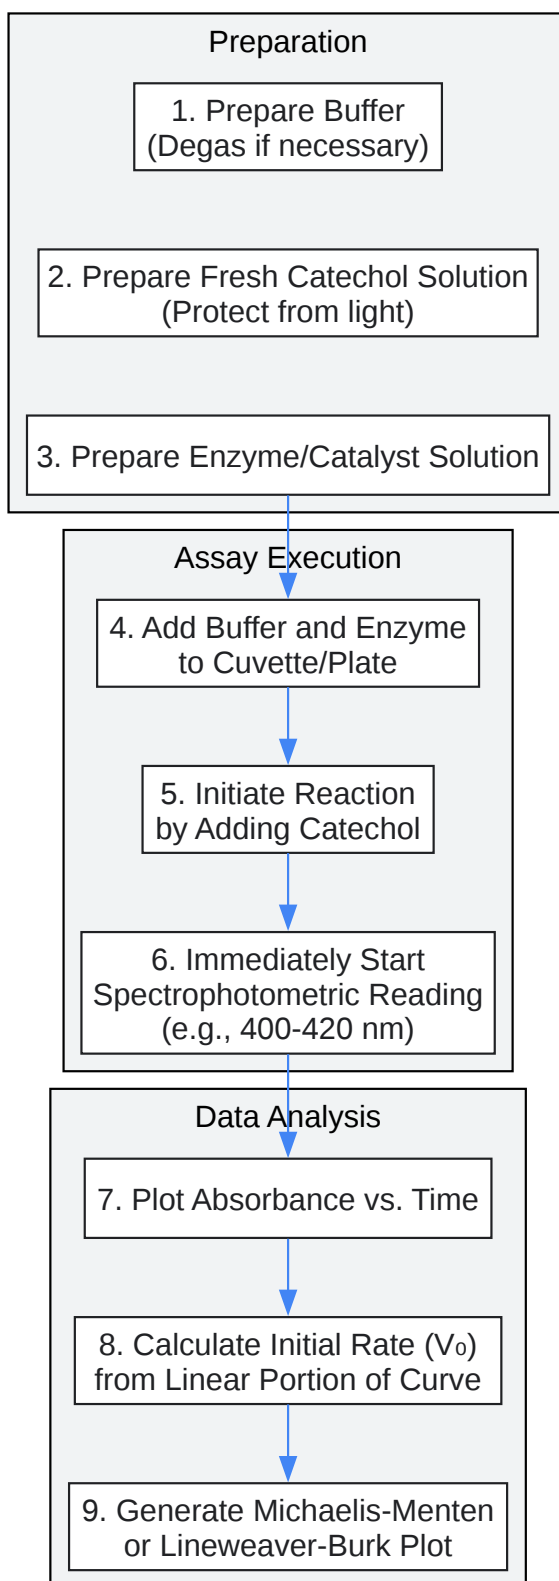 Preparation
1. Prepare Buffer
(Degas if necessary)
2. Prepare Fresh Catechol Solution
(Protect from light)
3. Prepare Enzyme/Catalyst Solution
Assay Execution
4. Add Buffer and Enzyme
to Cuvette/Plate
5. Initiate Reaction
by Adding Catechol
6. Immediately Start
Spectrophotometric Reading
(e.g., 400-420 nm)
Data Analysis
7. Plot Absorbance vs. Time
8. Calculate Initial Rate (V₀)
from Linear Portion of Curve
9. Generate Michaelis-Menten
or Lineweaver-Burk Plot